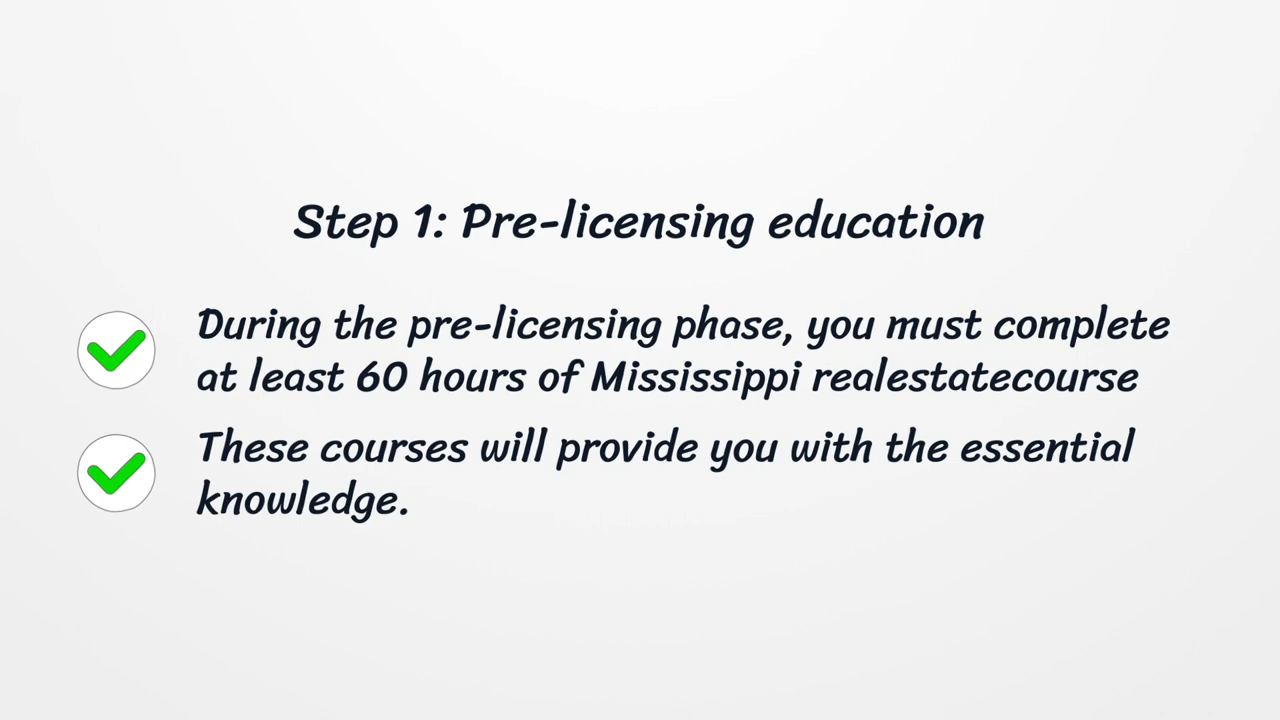 Step 1: Pre-licensing education
During the pre-licensing phase, you must complete
at least 60 hours of Mississippi realestatecourse
These courses will provide you with the essential
knowledge.